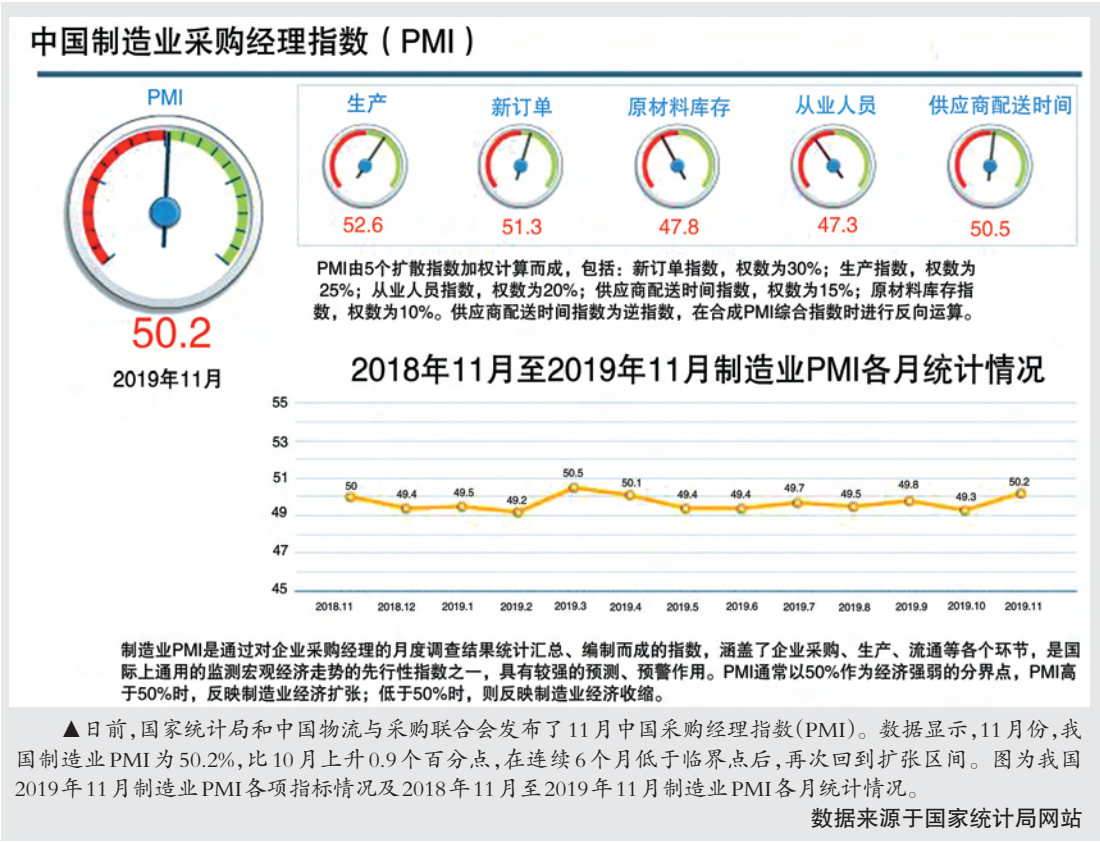 中国制造业采购经理指数（PMI）
PMI
50.2
2019年11月
生产
新订单
原材料库存
从业人员
供应商配送时间
52.6
51.3
47.8
47.3
50.5
PMI由5个扩散指数加权计算而成，包括：新订单指数，权数为30%；生产指数，权数为
25%；从业人员指数，权数为20%；供应商配送时间指数，权数为15%；原材料库存指
数，权数为10%。供应商配送时间指数为逆指数，在合成PMI综合指数时进行反向运算。
2018年11月至2019年11月制造业PMI各月统计情况
55
53
51
49
47
45
50
49.4
49.5
49.2
50.5
50.1
49.4
49.4
49.7
49.5
49.8
49.3
50.2
2018.11
2018.12
2019.1
2019.2
2019.3
2019.4
2019.5
2019.6
2019.7
2019.8
2019.9
2019.10
2019.11
制造业PMI是通过对企业采购经理的月度调查结果统计汇总、编制而成的指数，涵盖了企业采购、生产、流通等各个环节，是国
际上通用的监测宏观经济走势的先行性指数之一，具有较强的预测、预警作用。PMI通常以50%作为经济强弱的分界点，PMI高
于50%时，反映制造业经济扩张；低于50%时，则反映制造业经济收缩。
▲日前，国家统计局和中国物流与采购联合会发布了11月中国采购经理指数(PMI)。数据显示，11月份，我
国制造业PMI为50.2%，比10月上升0.9个百分点，在连续6个月低于临界点后，再次回到扩张区间。图为我国
2019年11月制造业PMI各项指标情况及2018年11月至2019年11月制造业PMI各月统计情况。
数据来源于国家统计局网站